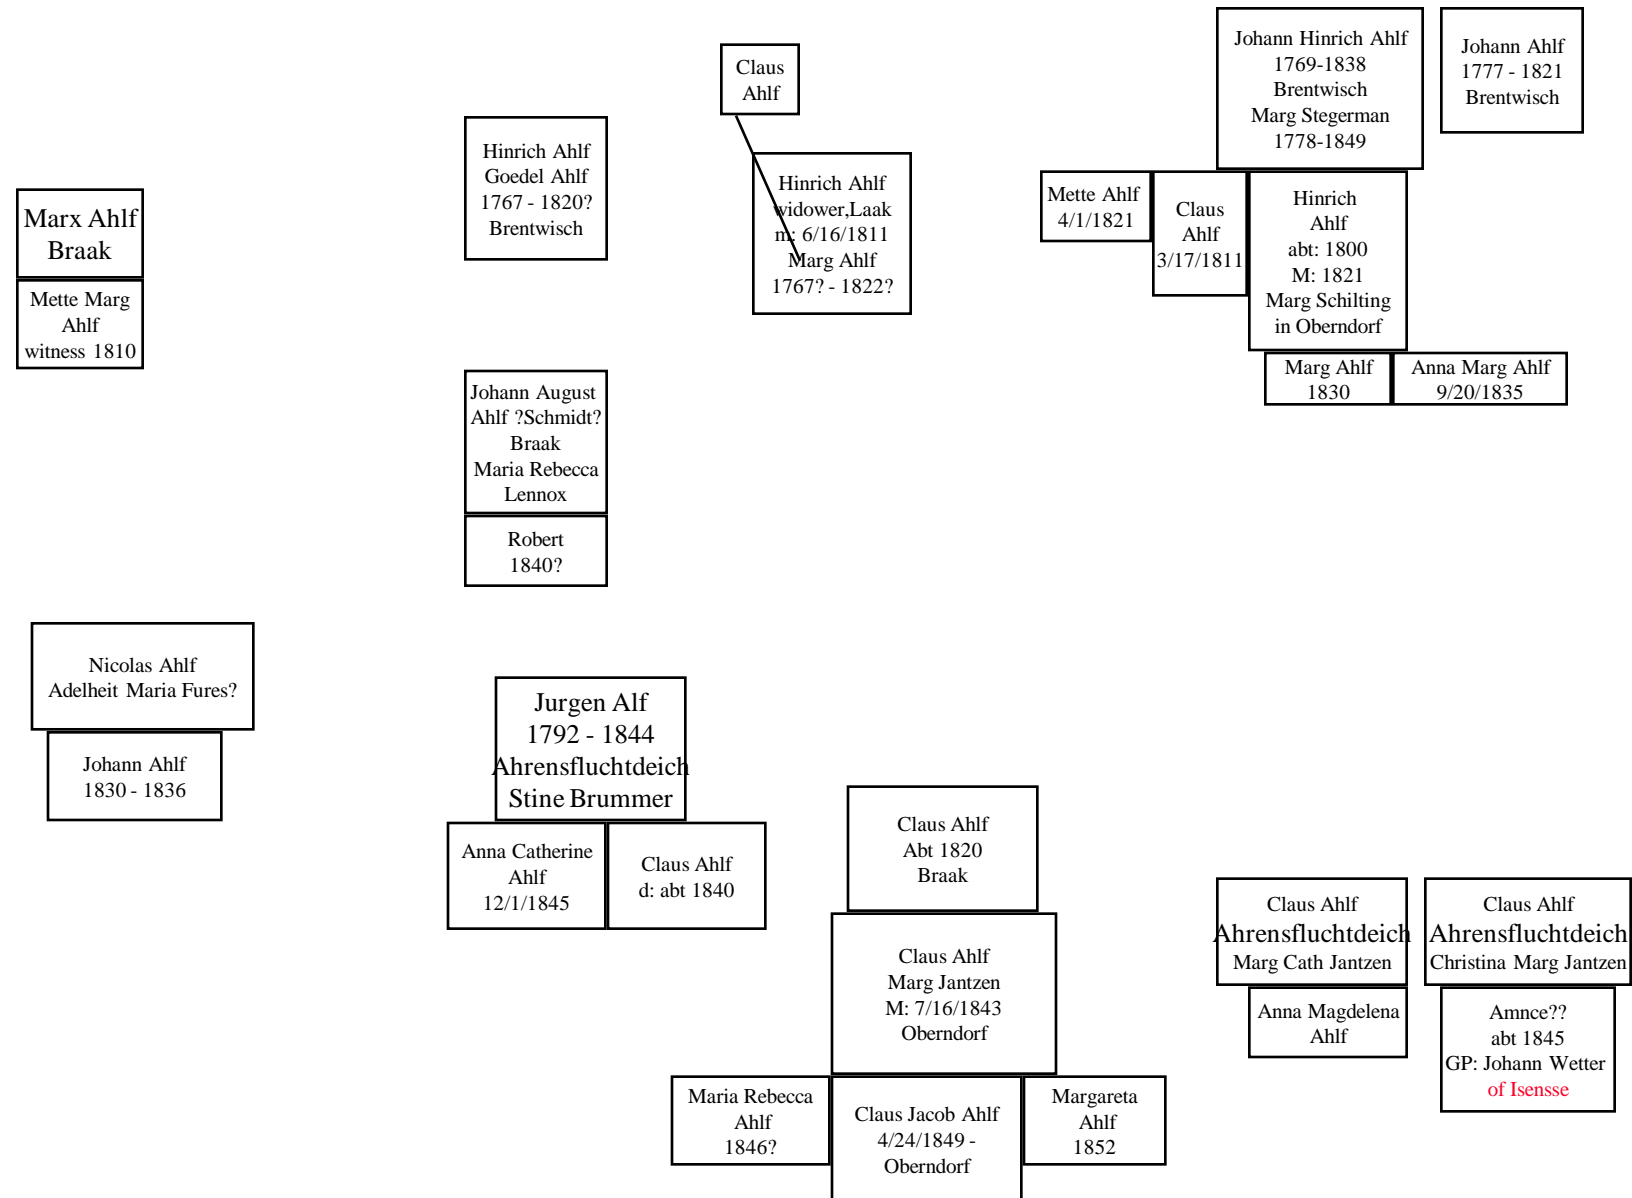 Johann Hinrich Ahlf
1769-1838
Brentwisch
Marg Stegerman
1778-1849
Johann Ahlf
1777 - 1821
Brentwisch
Claus
Ahlf
Hinrich Ahlf
Goedel Ahlf
1767 - 1820?
Brentwisch
Hinrich Ahlf
widower,Laak
m: 6/16/1811
Marg Ahlf
1767? - 1822?
Marx Ahlf
Braak
Mette Marg
Ahlf
witness 1810
Mette Ahlf
4/1/1821
Claus
Ahlf
3/17/1811
Hinrich
Ahlf
abt: 1800
M: 1821
Marg Schilting
in Oberndorf
Marg Ahlf
1830
Anna Marg Ahlf
9/20/1835
Johann August
Ahlf ?Schmidt?
Braak
Maria Rebecca
Lennox
Robert
1840?
Nicolas Ahlf
Adelheit Maria Fures?
Johann Ahlf
1830 - 1836
Jurgen Alf
1792 - 1844
Ahrensfluchtdeich
Stine Brummer
Anna Catherine
Ahlf
12/1/1845
Claus Ahlf
d: abt 1840
Claus Ahlf
Abt 1820
Braak
Claus Ahlf
Marg Jantzen
M: 7/16/1843
Oberndorf
Maria Rebecca
Ahlf
1846?
Claus Jacob Ahlf
4/24/1849 -
Oberndorf
Margareta
Ahlf
1852
Claus Ahlf
Ahrensfluchtdeich
Marg Cath Jantzen
Anna Magdelena
Ahlf
Claus Ahlf
Ahrensfluchtdeich
Christina Marg Jantzen
Amnce??
abt 1845
GP: Johann Wetter
of Isensse